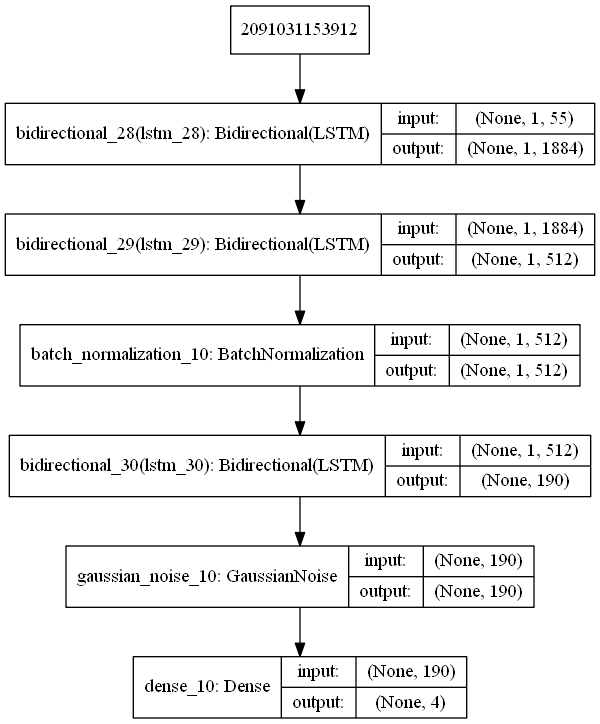 2091031153912
bidirectional_28(lstm_28): Bidirectional(LSTM)
input: (None, 1, 55)
output: (None, 1, 1884)
bidirectional_29(lstm_29): Bidirectional(LSTM)
input: (None, 1, 1884)
output: (None, 1, 512)
batch_normalization_10: BatchNormalization
input: (None, 1, 512)
output: (None, 1, 512)
bidirectional_30(lstm_30): Bidirectional(LSTM)
input: (None, 1, 512)
output: (None, 190)
gaussian_noise_10: GaussianNoise
input: (None, 190)
output: (None, 190)
dense_10: Dense
input: (None, 190)
output: (None, 4)